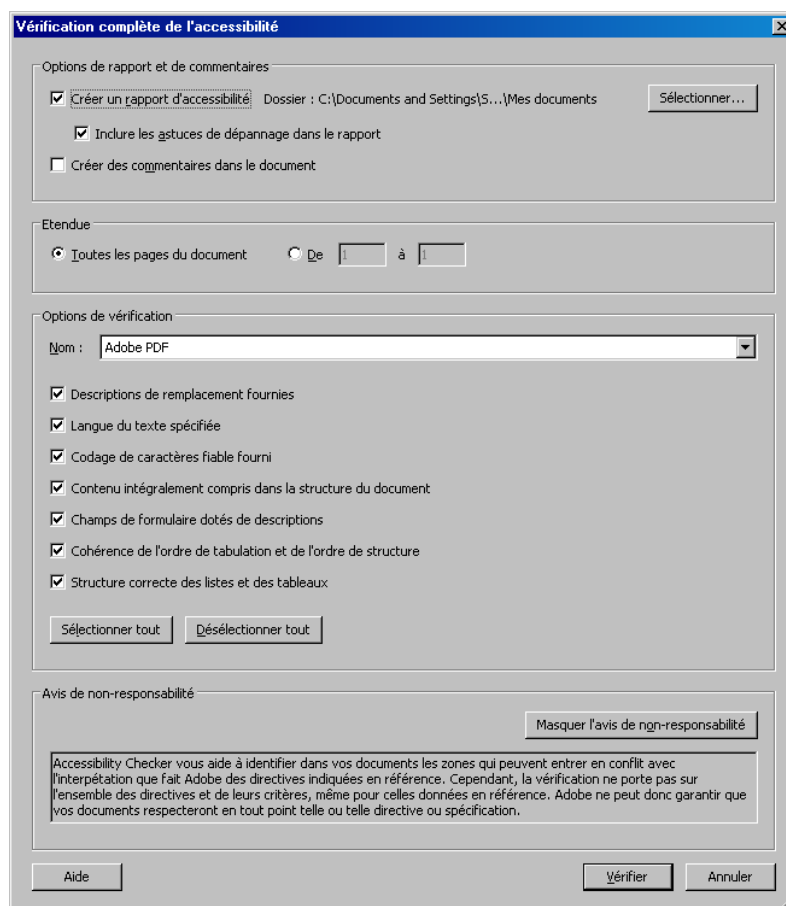 Vérification complète de l'accessibilité
Options de rapport et de commentaires
Créer un rapport d'accessibilité Dossier : C:\Documents and Settings\S...\Mes documents Sélectionner...
Inclure les astuces de dépannage dans le rapport
Créer des commentaires dans le document
Etendue
Toutes les pages du document De 1 à 1
Options de vérification
Nom : Adobe PDF
Descriptions de remplacement fournies
Langue du texte spécifiée
Codage de caractères fiable fourni
Contenu intégralement compris dans la structure du document
Champs de formulaire dotés de descriptions
Cohérence de l'ordre de tabulation et de l'ordre de structure
Structure correcte des listes et des tableaux
Sélectionner tout Désélectionner tout
Avis de non-responsabilité
Masquer l'avis de non-responsabilité
Accessibility Checker vous aide à identifier dans vos documents les zones qui peuvent entrer en conflit avec
l'interpétation que fait Adobe des directives indiquées en référence. Cependant, la vérification ne porte pas sur
l'ensemble des directives et de leurs critères, même pour celles données en référence. Adobe ne peut donc garantir que
vos documents respecteront en tout point telle ou telle directive ou spécification.
Aide Vérifier Annuler